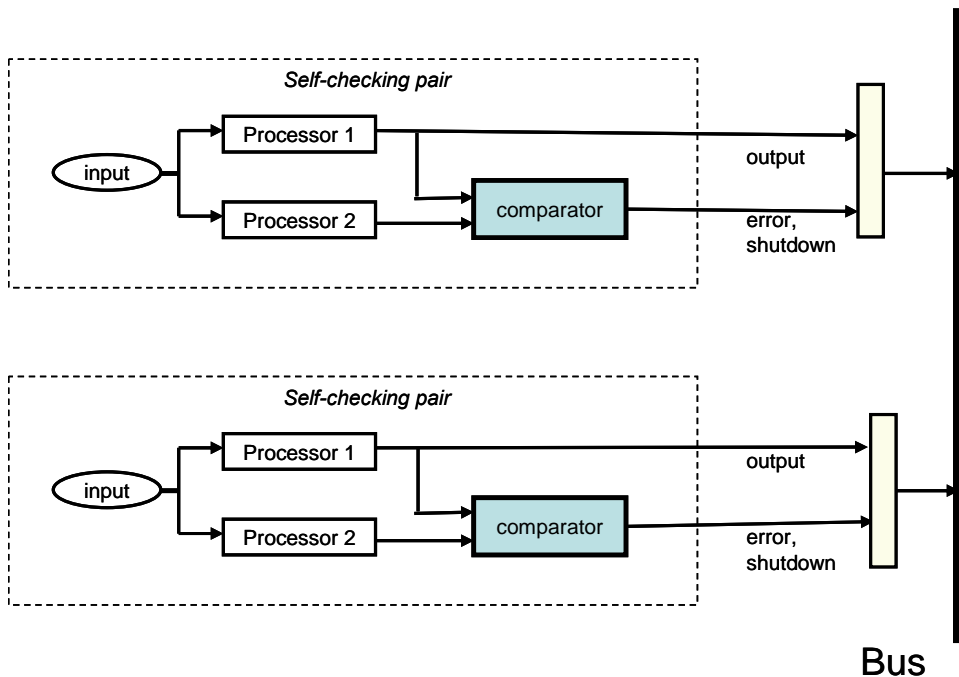 Self-checking pair
Processor 1
input
output
Processor 2
comparator
error,
shutdown
Self-checking pair
Processor 1
output
input
Processor 2
comparator
error,
shutdown
Bus